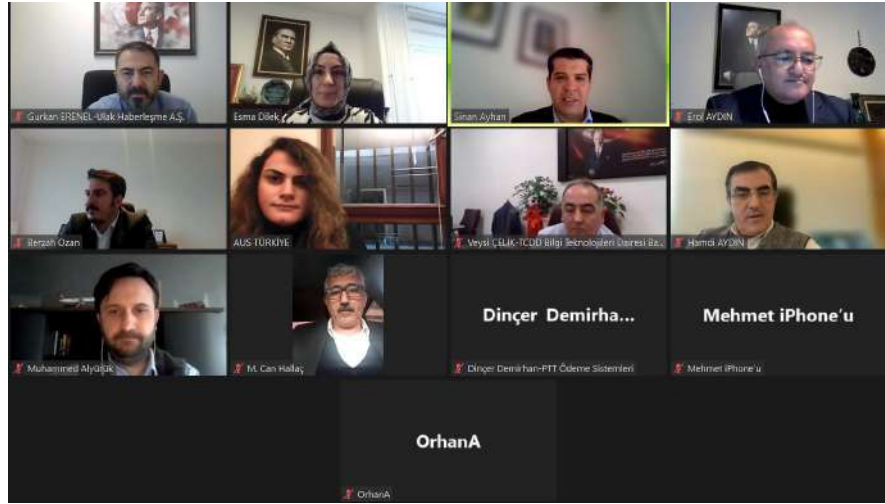 Gürkan ERENEL-Ulak Haberleşme A.Ş.
Esma Dilek
Sinan Ayhan
Erol AYDIN
Berzah Ozan
AUS TÜRKİYE
Veysi ÇELİK-TCDD Bilgi Teknolojileri Dairesi Ba...
Hamdi AYDIN
Muhammed Alyürük
M. Can Hallaç
Dinçer Demirha...
Dinçer Demirhan-PTT Ödeme Sistemleri
Mehmet iPhone'u
Mehmet iPhone'u
OrhanA
OrhanA